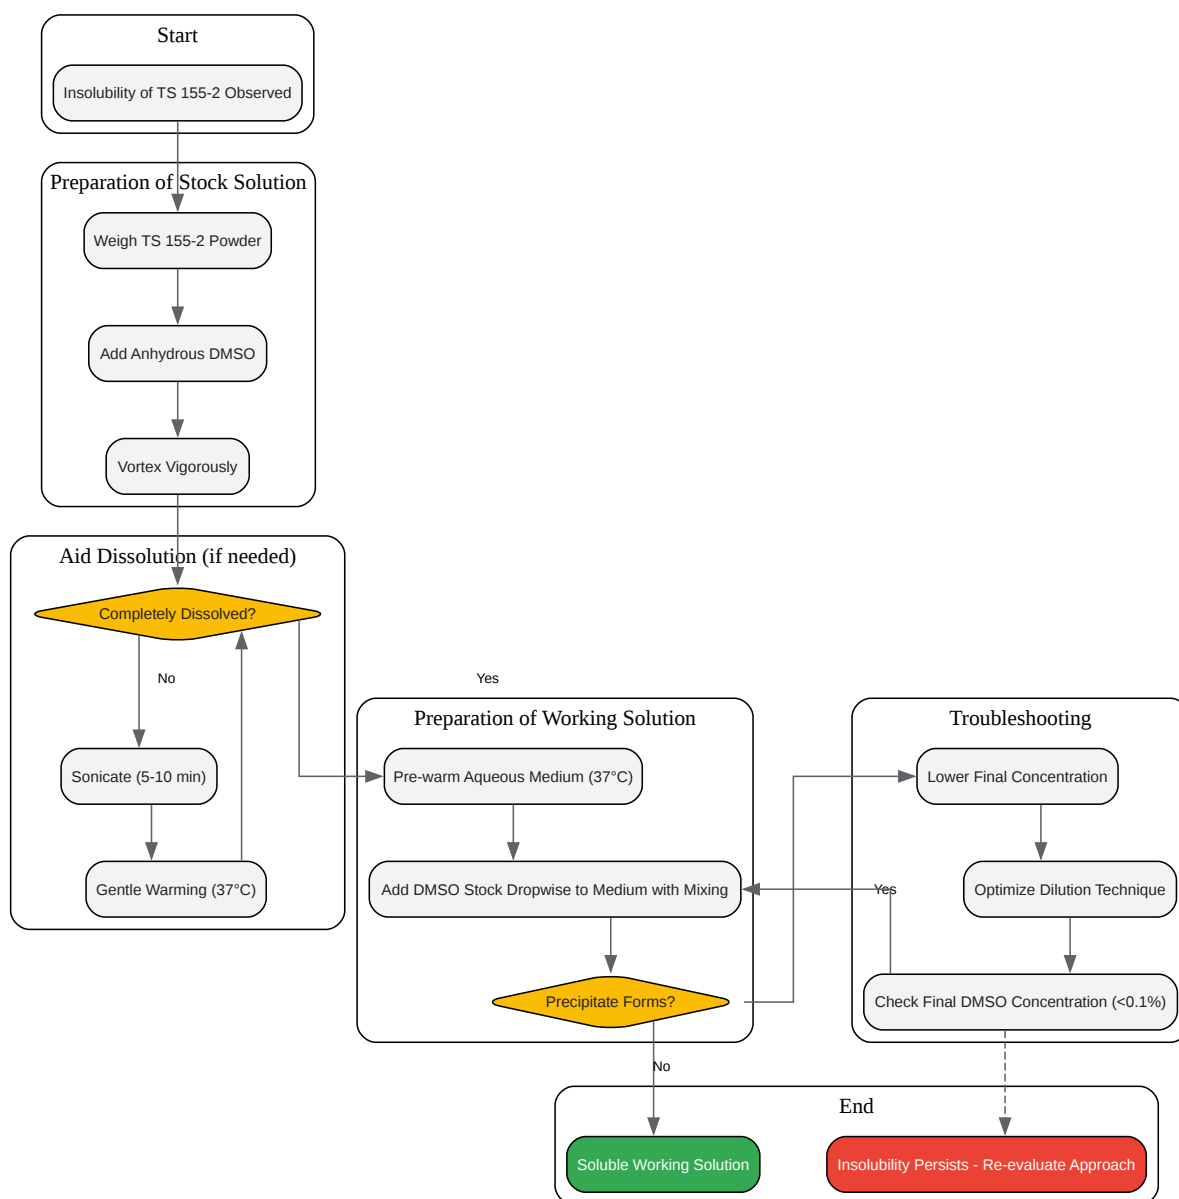 Start
Insolubility of TS 155-2 Observed
Preparation of Stock Solution
Weigh TS 155-2 Powder
Add Anhydrous DMSO
Vortex Vigorously
Aid Dissolution (if needed)
Completely Dissolved?
No
Sonicate (5-10 min)
Gentle Warming (37°C)
Yes
Preparation of Working Solution
Pre-warm Aqueous Medium (37°C)
Add DMSO Stock Dropwise to Medium with Mixing
Precipitate Forms?
Yes
Troubleshooting
Lower Final Concentration
Optimize Dilution Technique
Check Final DMSO Concentration (<0.1%)
No
End
Soluble Working Solution
Insolubility Persists - Re-evaluate Approach